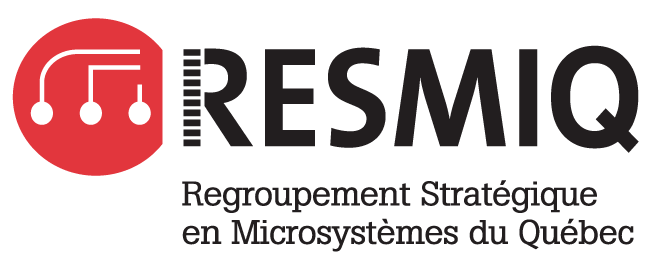 RESMIQ
Regroupement Stratégique
en Microsystèmes du Québec